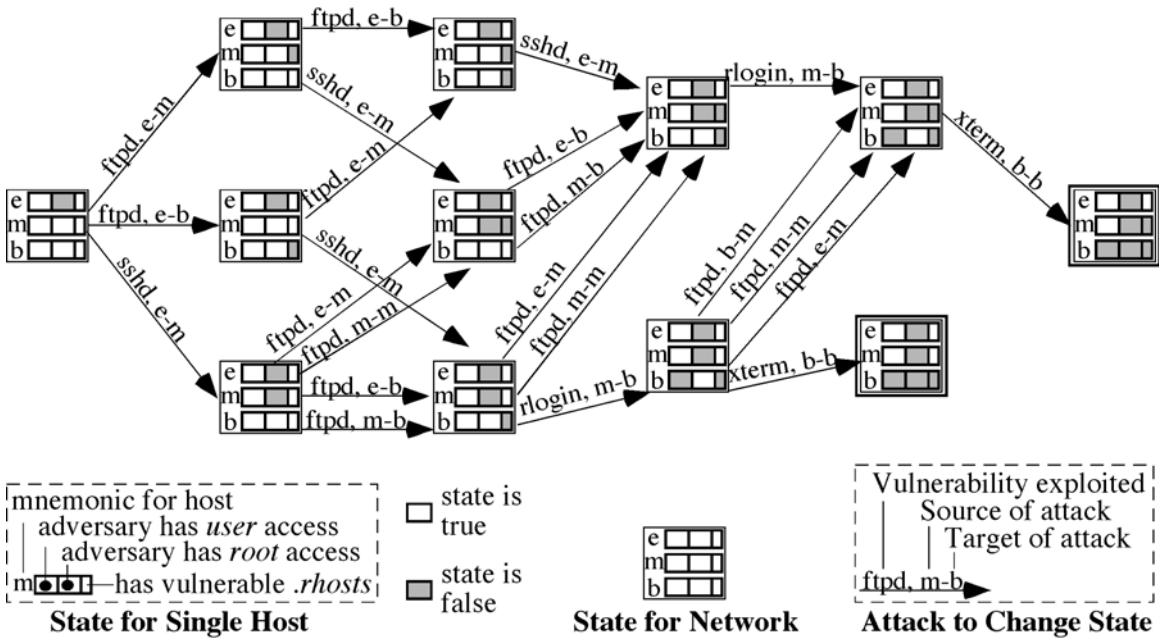 e
m
b
ftpd, e-m
ftpd, e-b
sshd, e-m
e
m
b
ftpd, e-b
sshd, e-m
e
m
b
ftpd, e-m
sshd, e-m
e
m
b
ftpd, e-m
ftpd, m-m
ftpd, e-b
ftpd, m-b
e
m
b
sshd, e-m
e
m
b
ftpd, e-b
ftpd, m-b
e
m
b
ftpd, e-m
ftpd, m-m
rlogin, m-b
e
m
b
rlogin, m-b
e
m
b
ftpd, b-m
ftpd, m-m
ftpd, e-m
xterm, b-b
e
m
b
xterm, b-b
e
m
b
e
m
b
mnemonic for host
adversary has user access
adversary has root access
m
has vulnerable .rhosts
State for Single Host
state is
true
state is
false
e
m
b
State for Network
Vulnerability exploited
Source of attack
Target of attack
ftpd, m-b
Attack to Change State